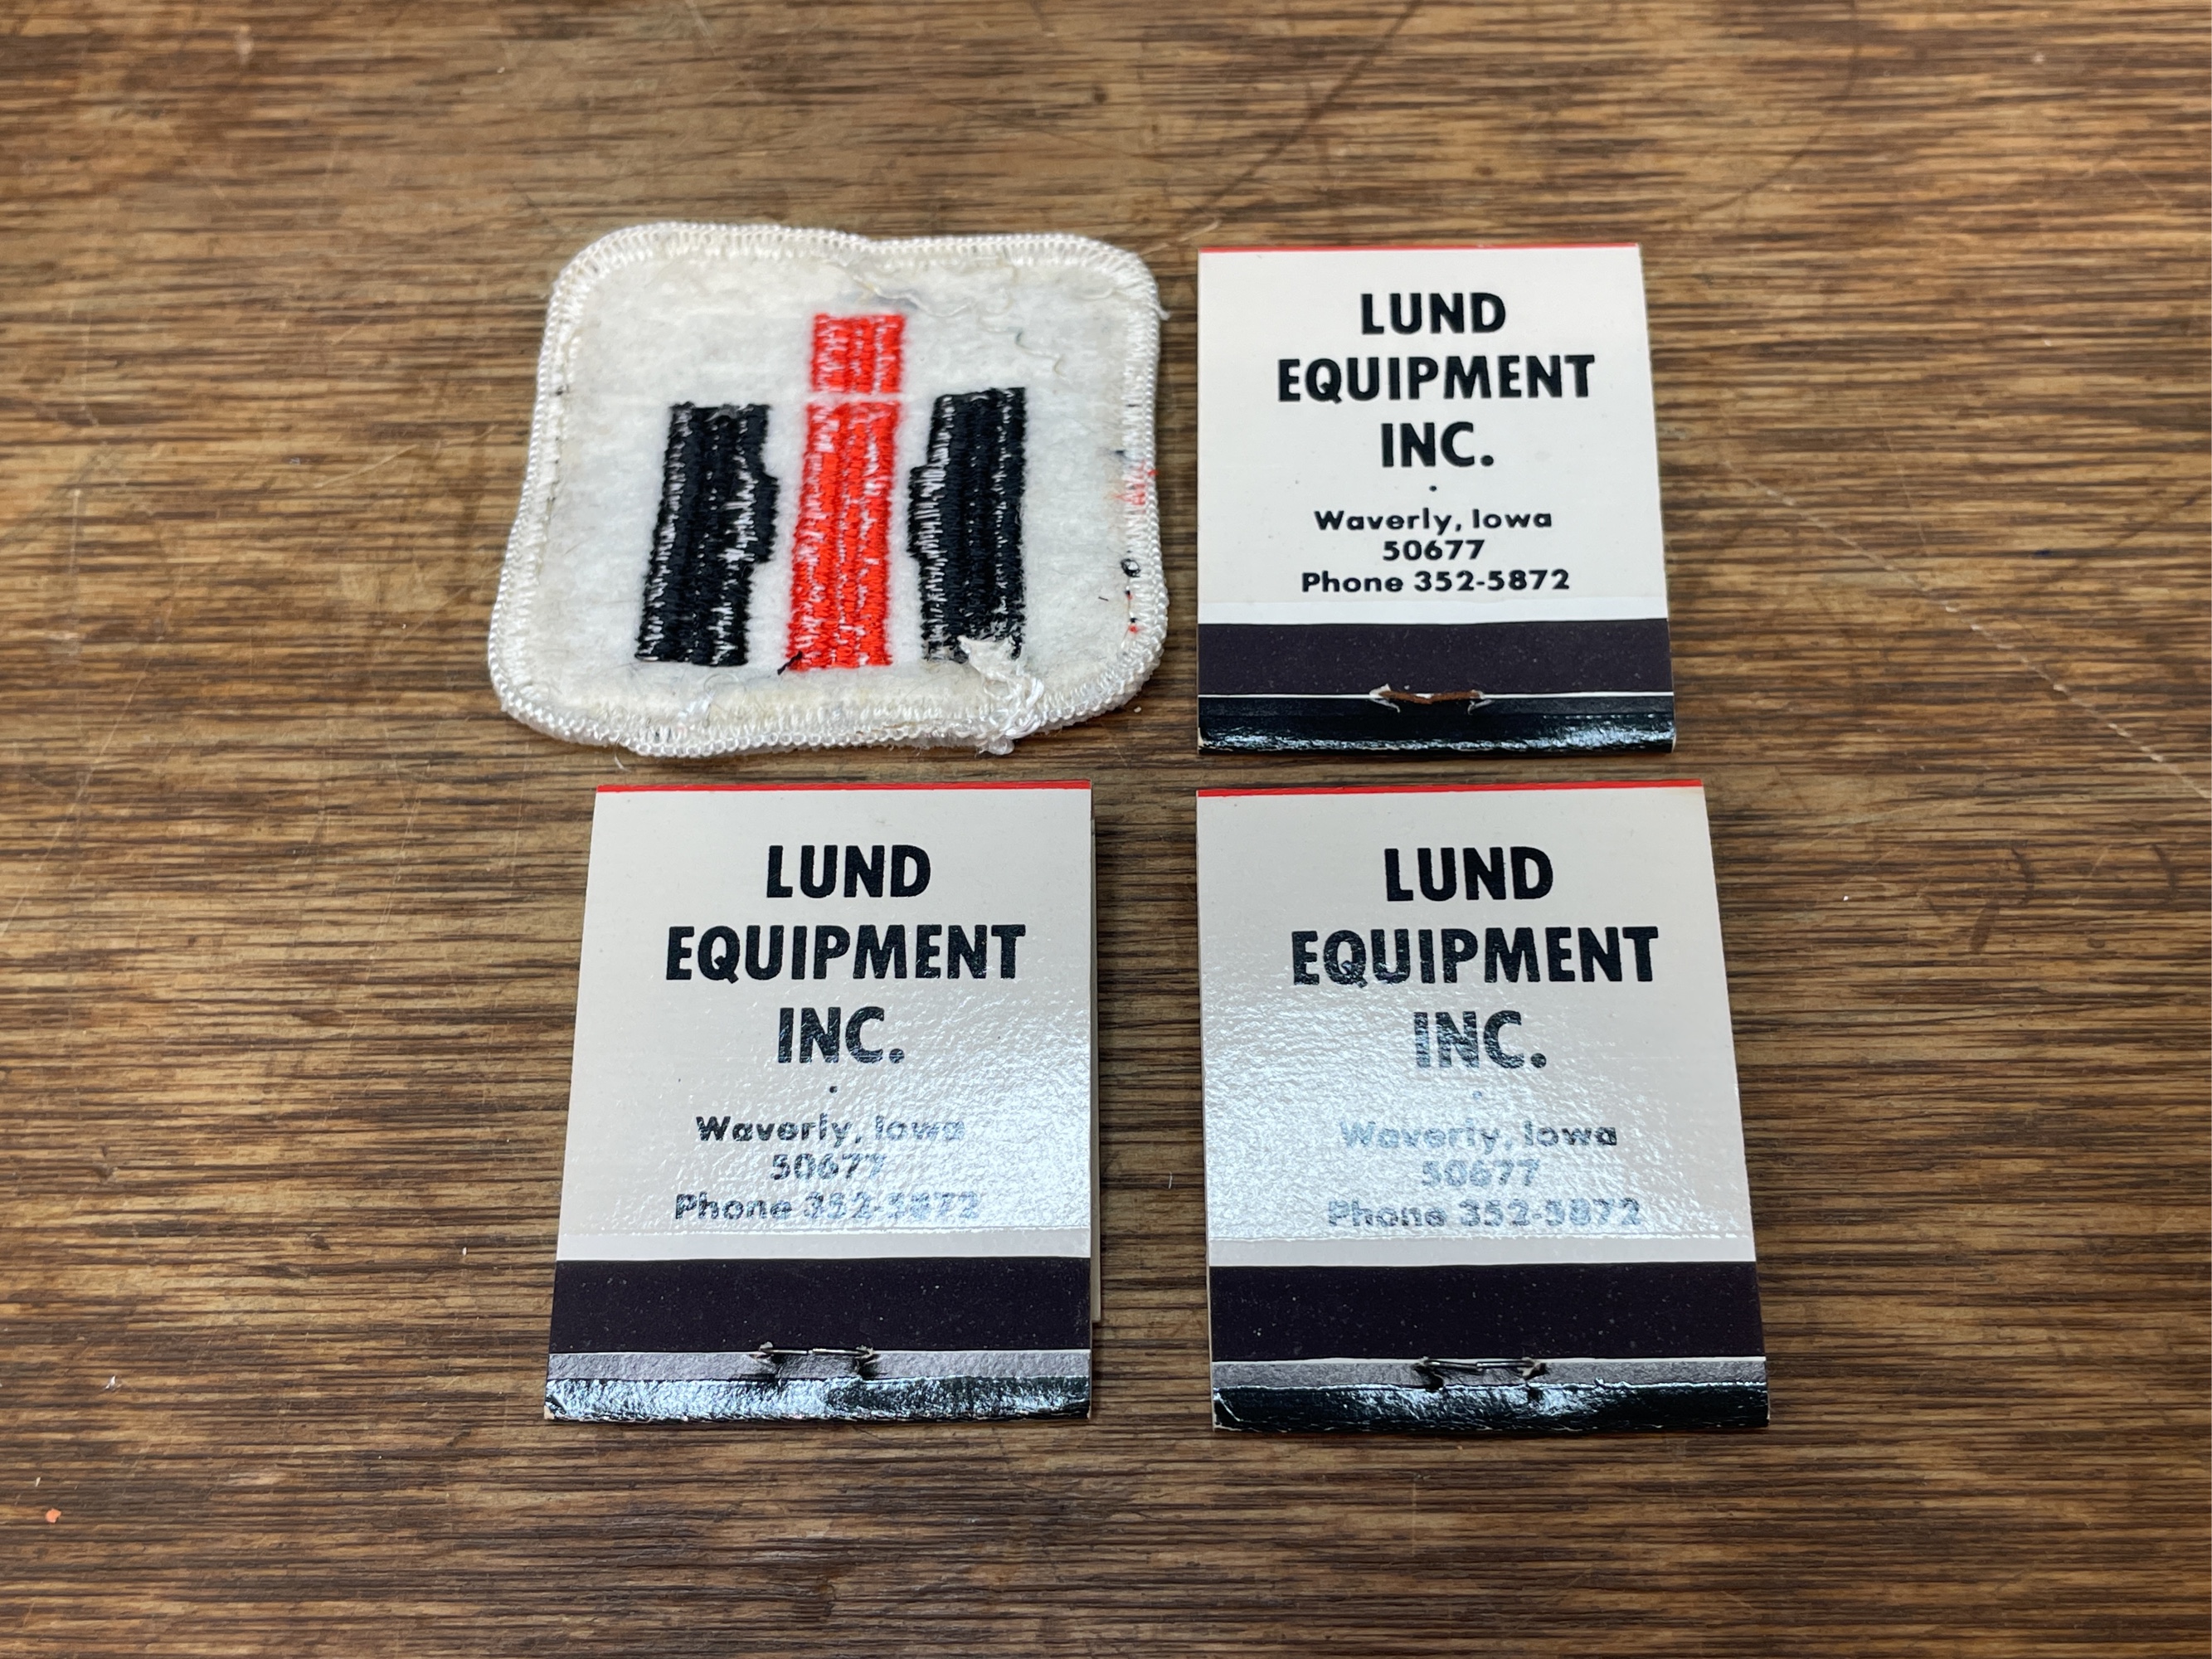 LUND
EQUIPMENT
INC.
Waverly, Iowa
50677
Phone 352-5872
LUND
EQUIPMENT
INC.
Waverly, Iowa
50677
Phone 352-5872
LUND
EQUIPMENT
INC.
Waverly, Iowa
50677
Phone 352-5872